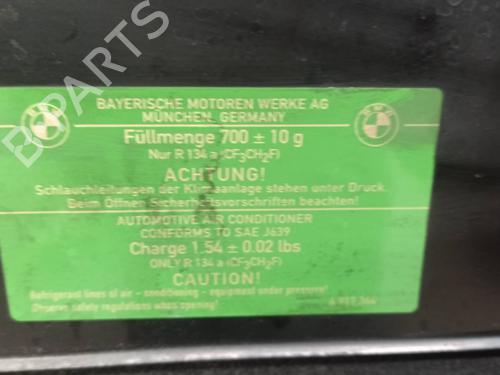 B-PARTS
BMW
BMW
BAYERISCHE MOTOREN WERKE AG
MÜNCHEN, GERMANY
Füllmenge 700 ± 10 g
Nur R 134 a (CF3CH2F)
ACHTUNG!
Schlauchleitungen der Klimaanlage stehen unter Druck.
Beim Öffnen Sicherheitsvorschriften beachten!
AUTOMOTIVE AIR CONDITIONER
CONFORMS TO SAE J639
Charge 1.54 ± 0.02 lbs
ONLY R 134 a (CF3CH2F)
CAUTION!
Refrigerant lines of air - conditioning - equipment under pressure!
Observe safety regulations when opening!